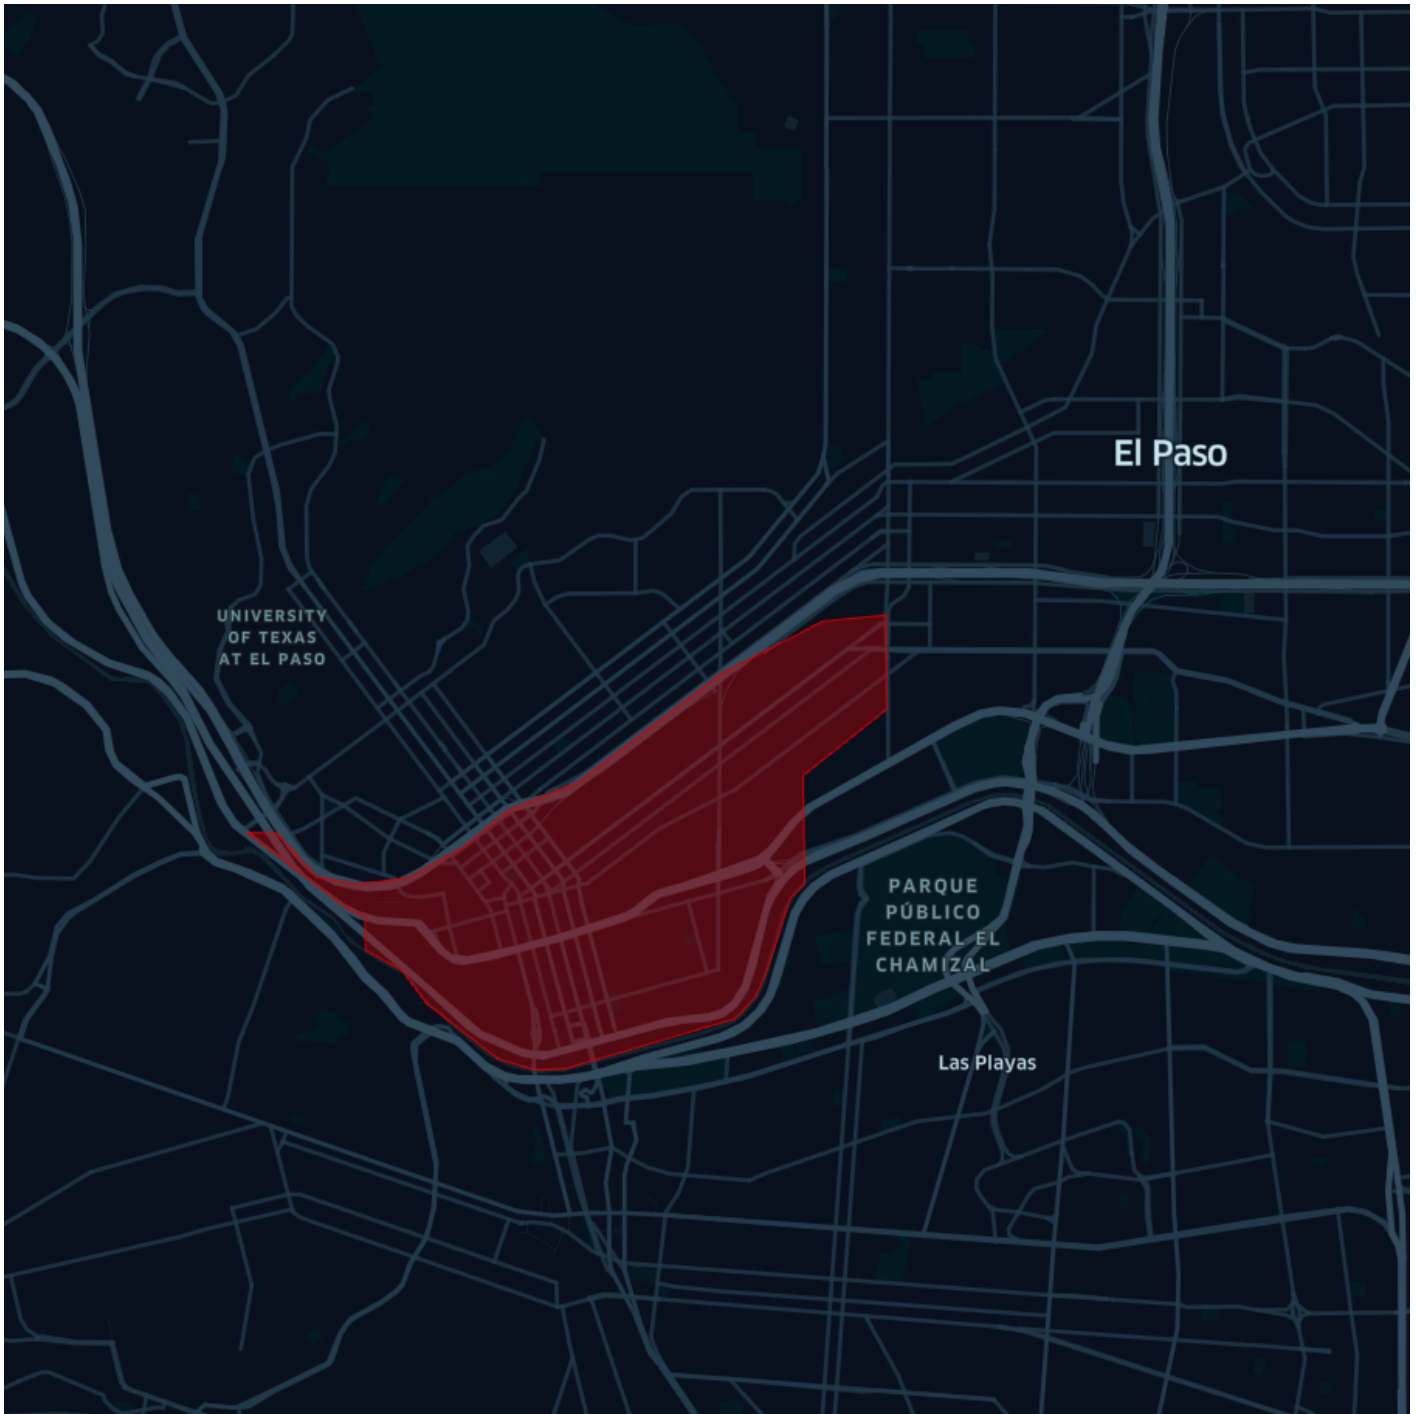 El Paso
UNIVERSITY
OF TEXAS
AT EL PASO
PARQUE
PÚBLICO
FEDERAL EL
CHAMIZAL
Las Playas